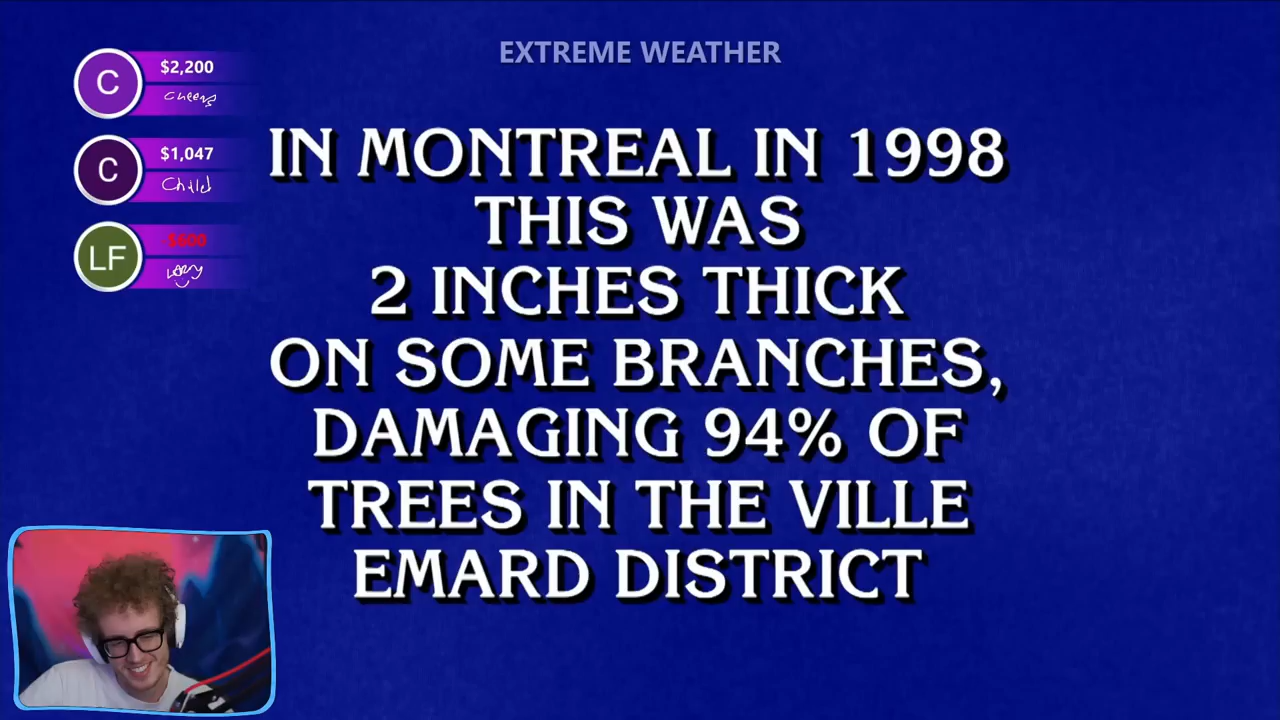 EXTREME WEATHER
C
$2,200
Cheers
C
$1,047
Child
LF
-$600
IN MONTREAL IN 1998
THIS WAS
2 INCHES THICK
ON SOME BRANCHES,
DAMAGING 94% OF
TREES IN THE VILLE
EMARD DISTRICT